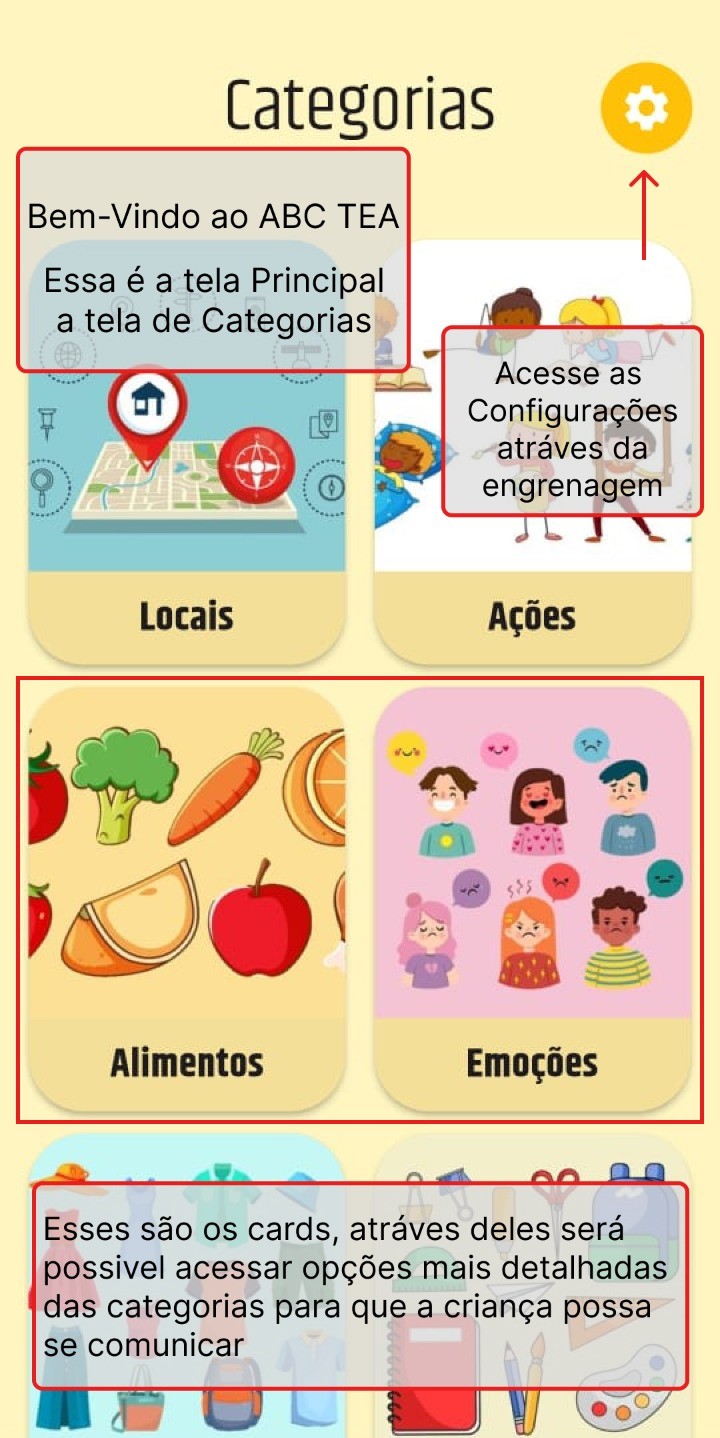 Categorias
Bem-Vindo ao ABC TEA
Essa é a tela Principal
a tela de Categorias
Acesse as
Configurações
atráves da
engrenagem
Locais
Ações
Alimentos
Emoções
Esses são os cards, atráves deles será
possivel acessar opções mais detalhadas
das categorias para que a criança possa
se comunicar